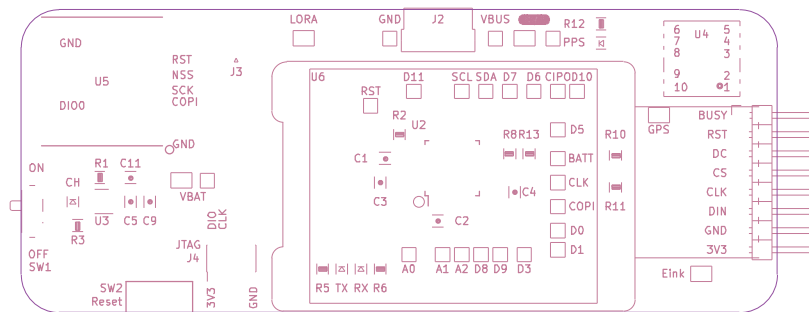 LORA GND J2 VBUS R12
PPS
U4
6 5
7 4
8 3
9 2
10 1
GND
U5
RST
NSS
SCK
COPI
J3
DIO0
GND
U6
D11 SCL SDA D7 D6 CIPO D10
RST
R2 U2
C1
C3
R8 R13
C4
C2
D5
BATT
CLK
COPI
D0
D1
R10
R11
GPS
BUSY
RST
DC
CS
CLK
DIN
GND
3V3
Eink
ON
CH
R1 C11
U3 C5 C9
R3
VBAT
DIO
CLK
OFF
SW1
JTAG
J4
SW2
Reset
3V3
GND
A0 A1 A2 D8 D9 D3
R5 TX RX R6